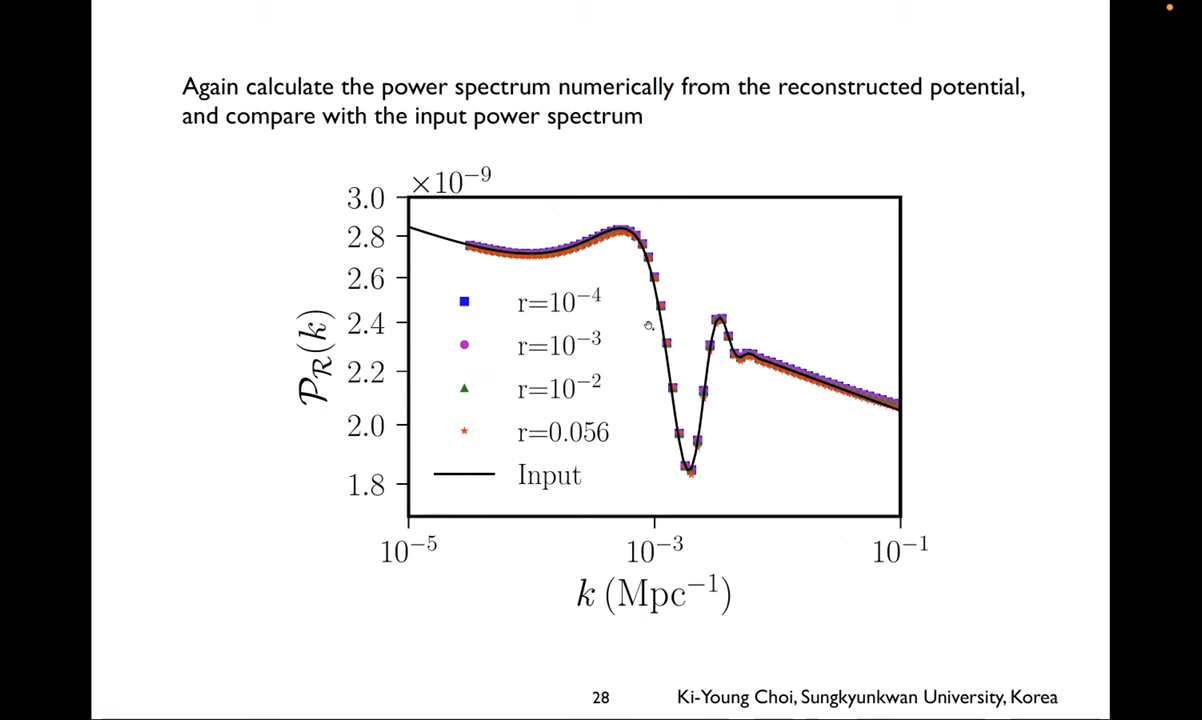 Again calculate the power spectrum numerically from the reconstructed potential,
and compare with the input power spectrum
×10⁻⁹
3.0
2.8
2.6
2.4
2.2
2.0
1.8
𝒫_ℛ(k)
r=10⁻⁴
r=10⁻³
r=10⁻²
r=0.056
Input
10⁻⁵ 10⁻³ 10⁻¹
k (Mpc⁻¹)
28 Ki-Young Choi, Sungkyunkwan University, Korea